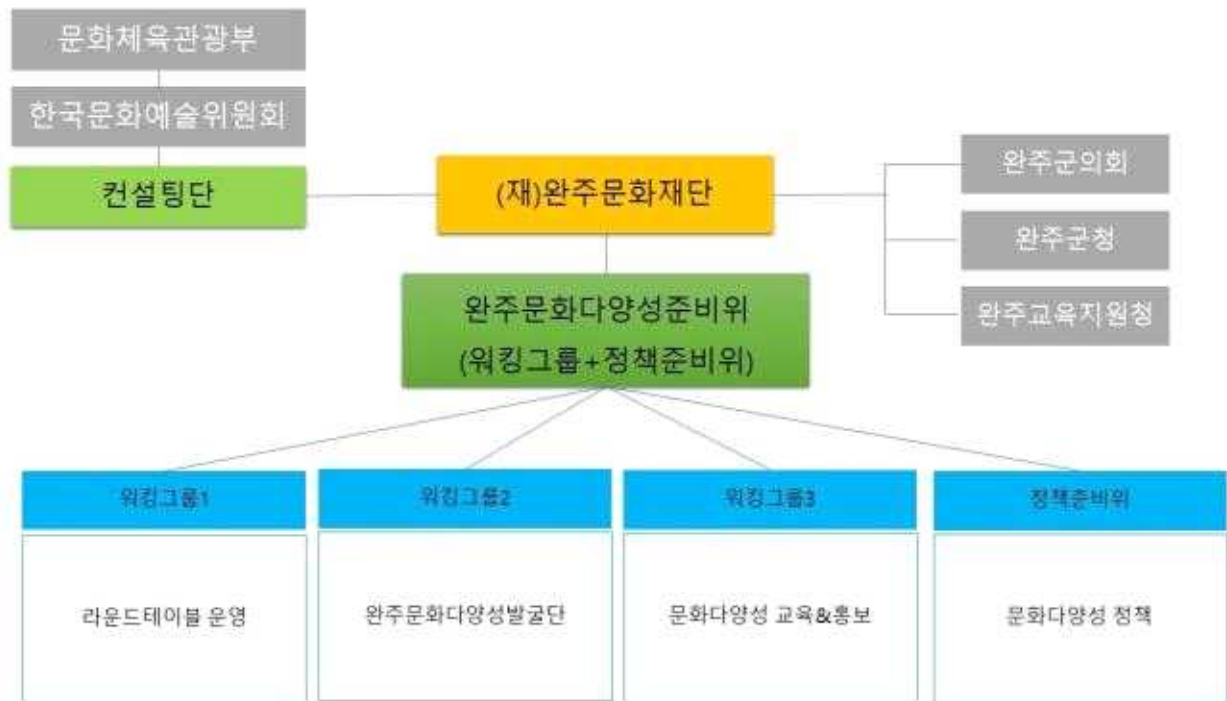 문화체육관광부
한국문화예술위원회
컨설팅단
(재)완주문화재단
완주군의회
완주군청
완주교육지원청
완주문화다양성준비위
(워킹그룹+정책준비위)
워킹그룹1
워킹그룹2
워킹그룹3
정책준비위
라운드테이블 운영
완주문화다양성발굴단
문화다양성 교육&홍보
문화다양성 정책